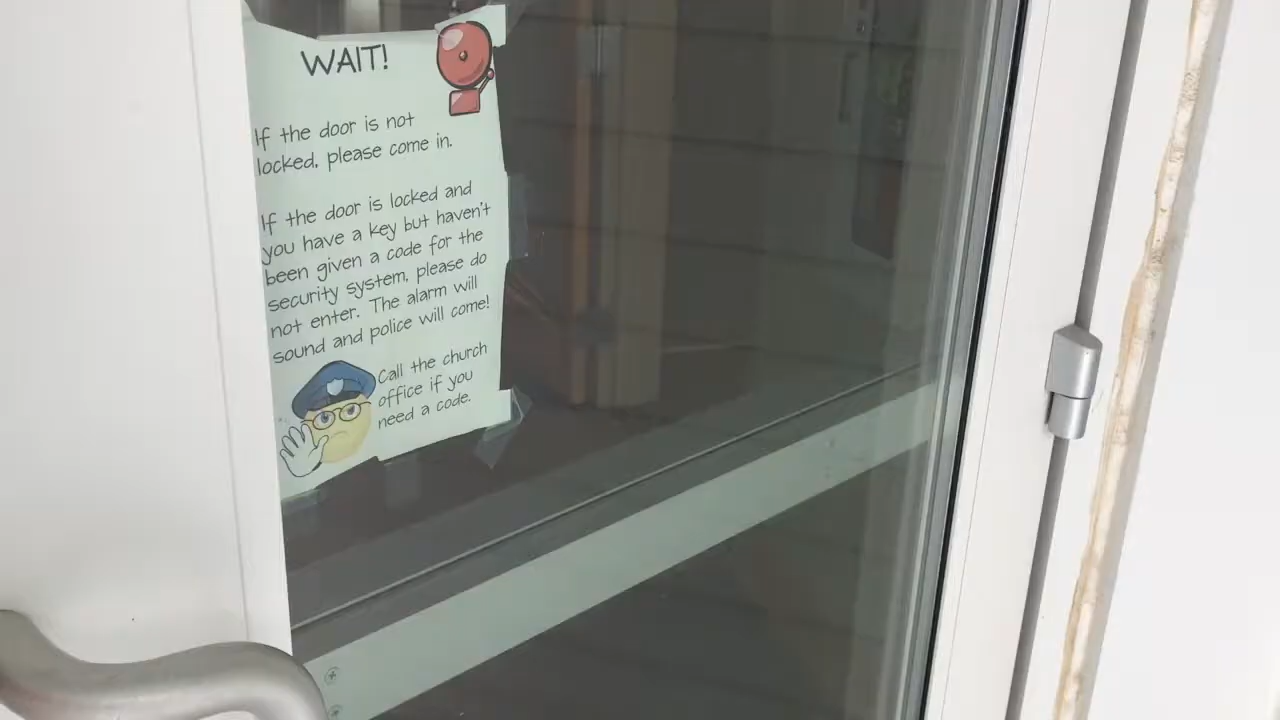 WAIT!
If the door is not
locked, please come in.
If the door is locked and
you have a key but haven't
been given a code for the
security system, please do
not enter. The alarm will
sound and police will come!
Call the church
office if you
need a code.